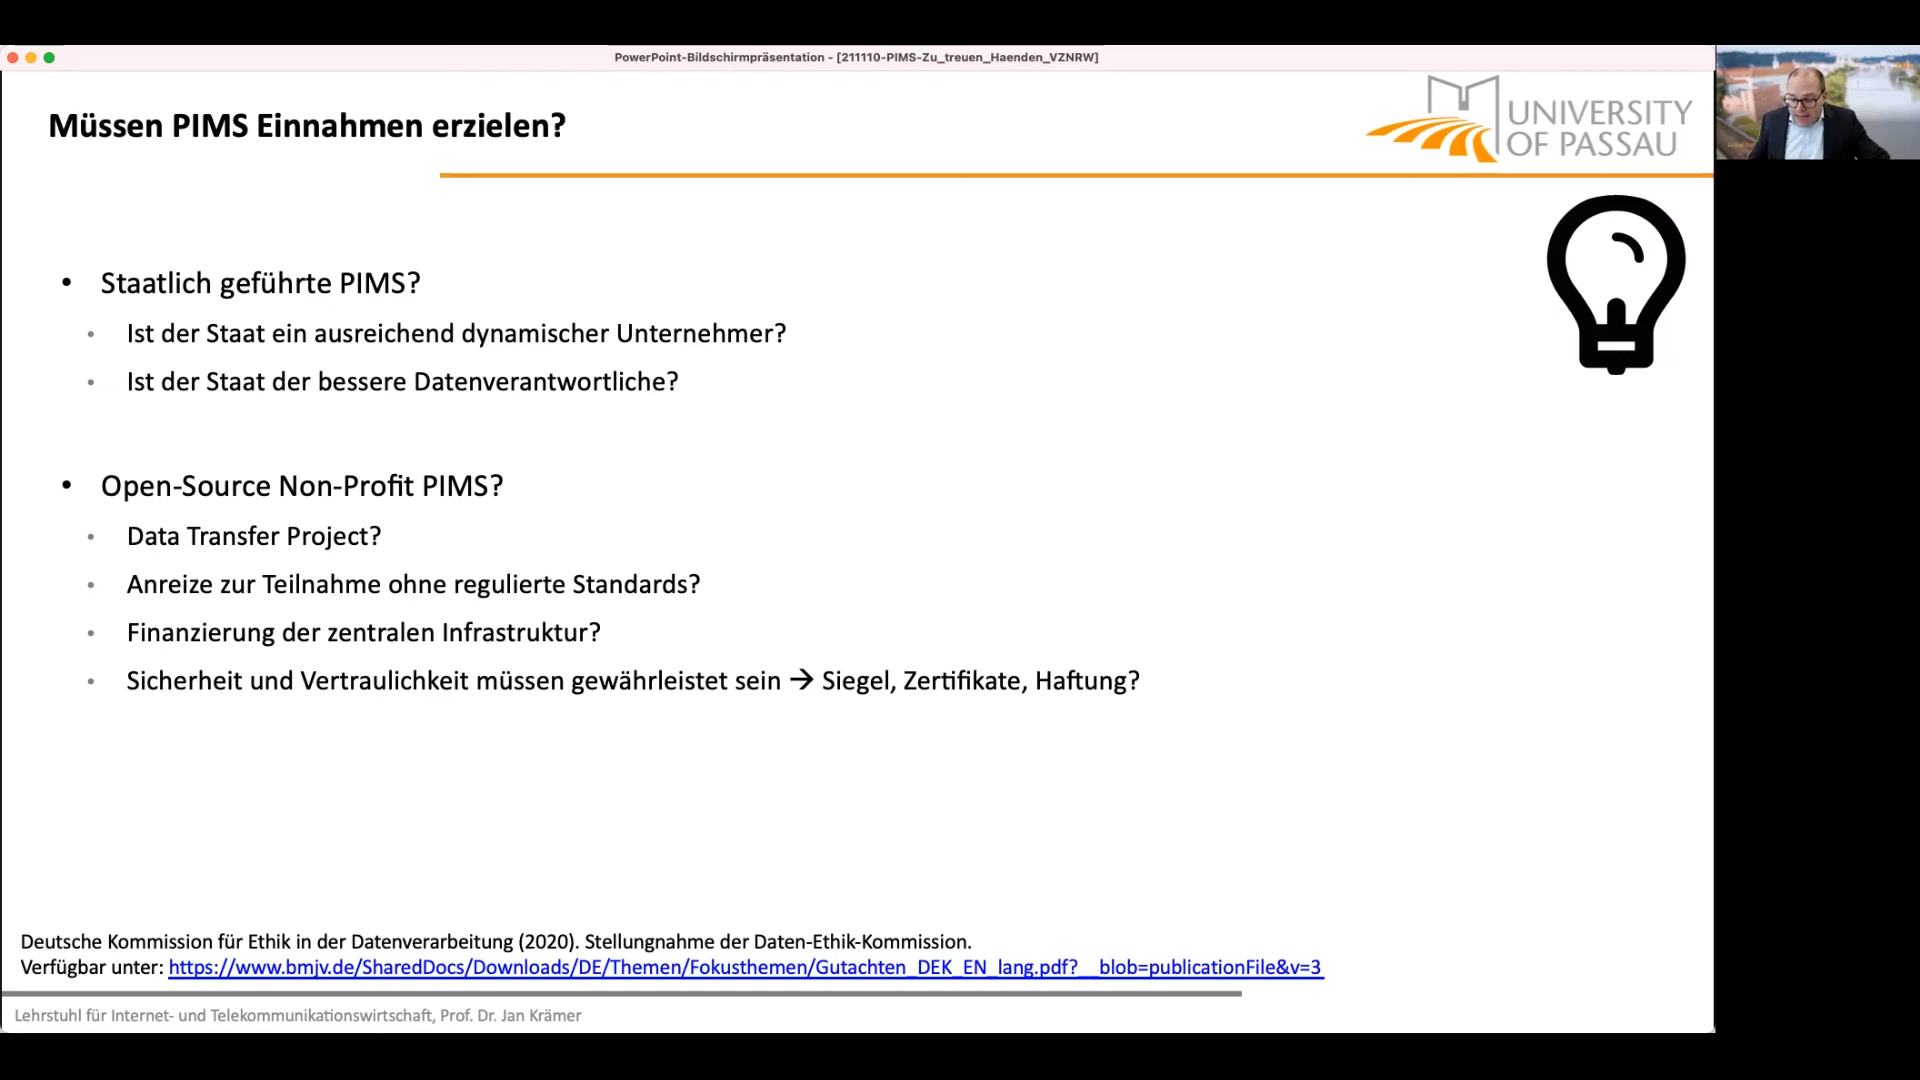 PowerPoint-Bildschirmpräsentation - [211110-PIMS-Zu_treuen_Haenden_VZNRW]
Müssen PIMS Einnahmen erzielen?
UNIVERSITY
OF PASSAU
• Staatlich geführte PIMS?
• Ist der Staat ein ausreichend dynamischer Unternehmer?
• Ist der Staat der bessere Datenverantwortliche?
• Open-Source Non-Profit PIMS?
• Data Transfer Project?
• Anreize zur Teilnahme ohne regulierte Standards?
• Finanzierung der zentralen Infrastruktur?
• Sicherheit und Vertraulichkeit müssen gewährleistet sein → Siegel, Zertifikate, Haftung?
Deutsche Kommission für Ethik in der Datenverarbeitung (2020). Stellungnahme der Daten-Ethik-Kommission.
Verfügbar unter: https://www.bmjv.de/SharedDocs/Downloads/DE/Themen/Fokusthemen/Gutachten_DEK_EN_lang.pdf?__blob=publicationFile&v=3
Lehrstuhl für Internet- und Telekommunikationswirtschaft, Prof. Dr. Jan Krämer